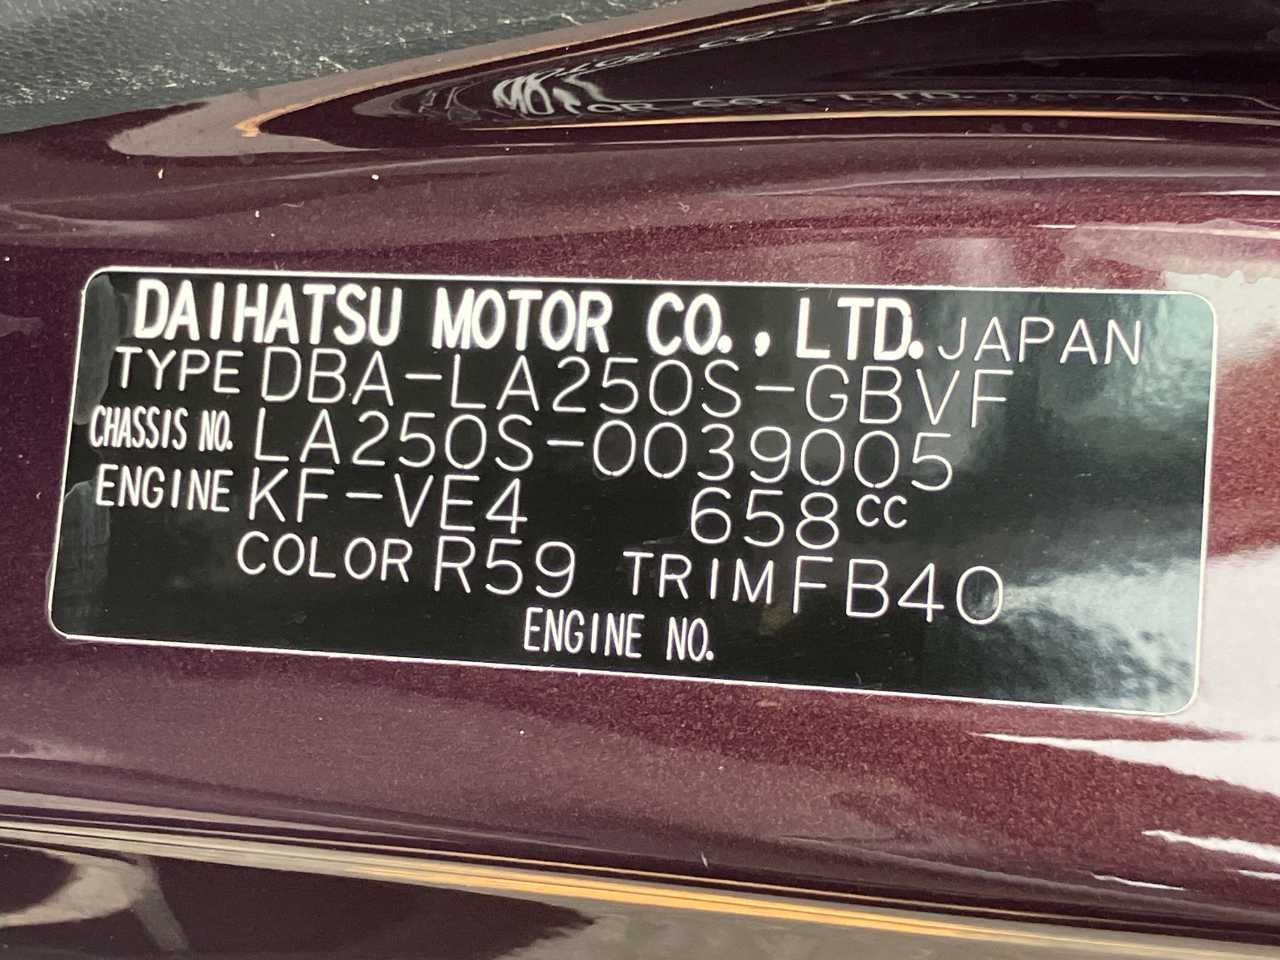 DAIHATSU MOTOR CO., LTD. JAPAN
TYPE DBA-LA250S-GBVF
CHASSIS NO. LA250S-0039005
ENGINE KF-VE4 658CC
COLOR R59 TRIM FB40
ENGINE NO.